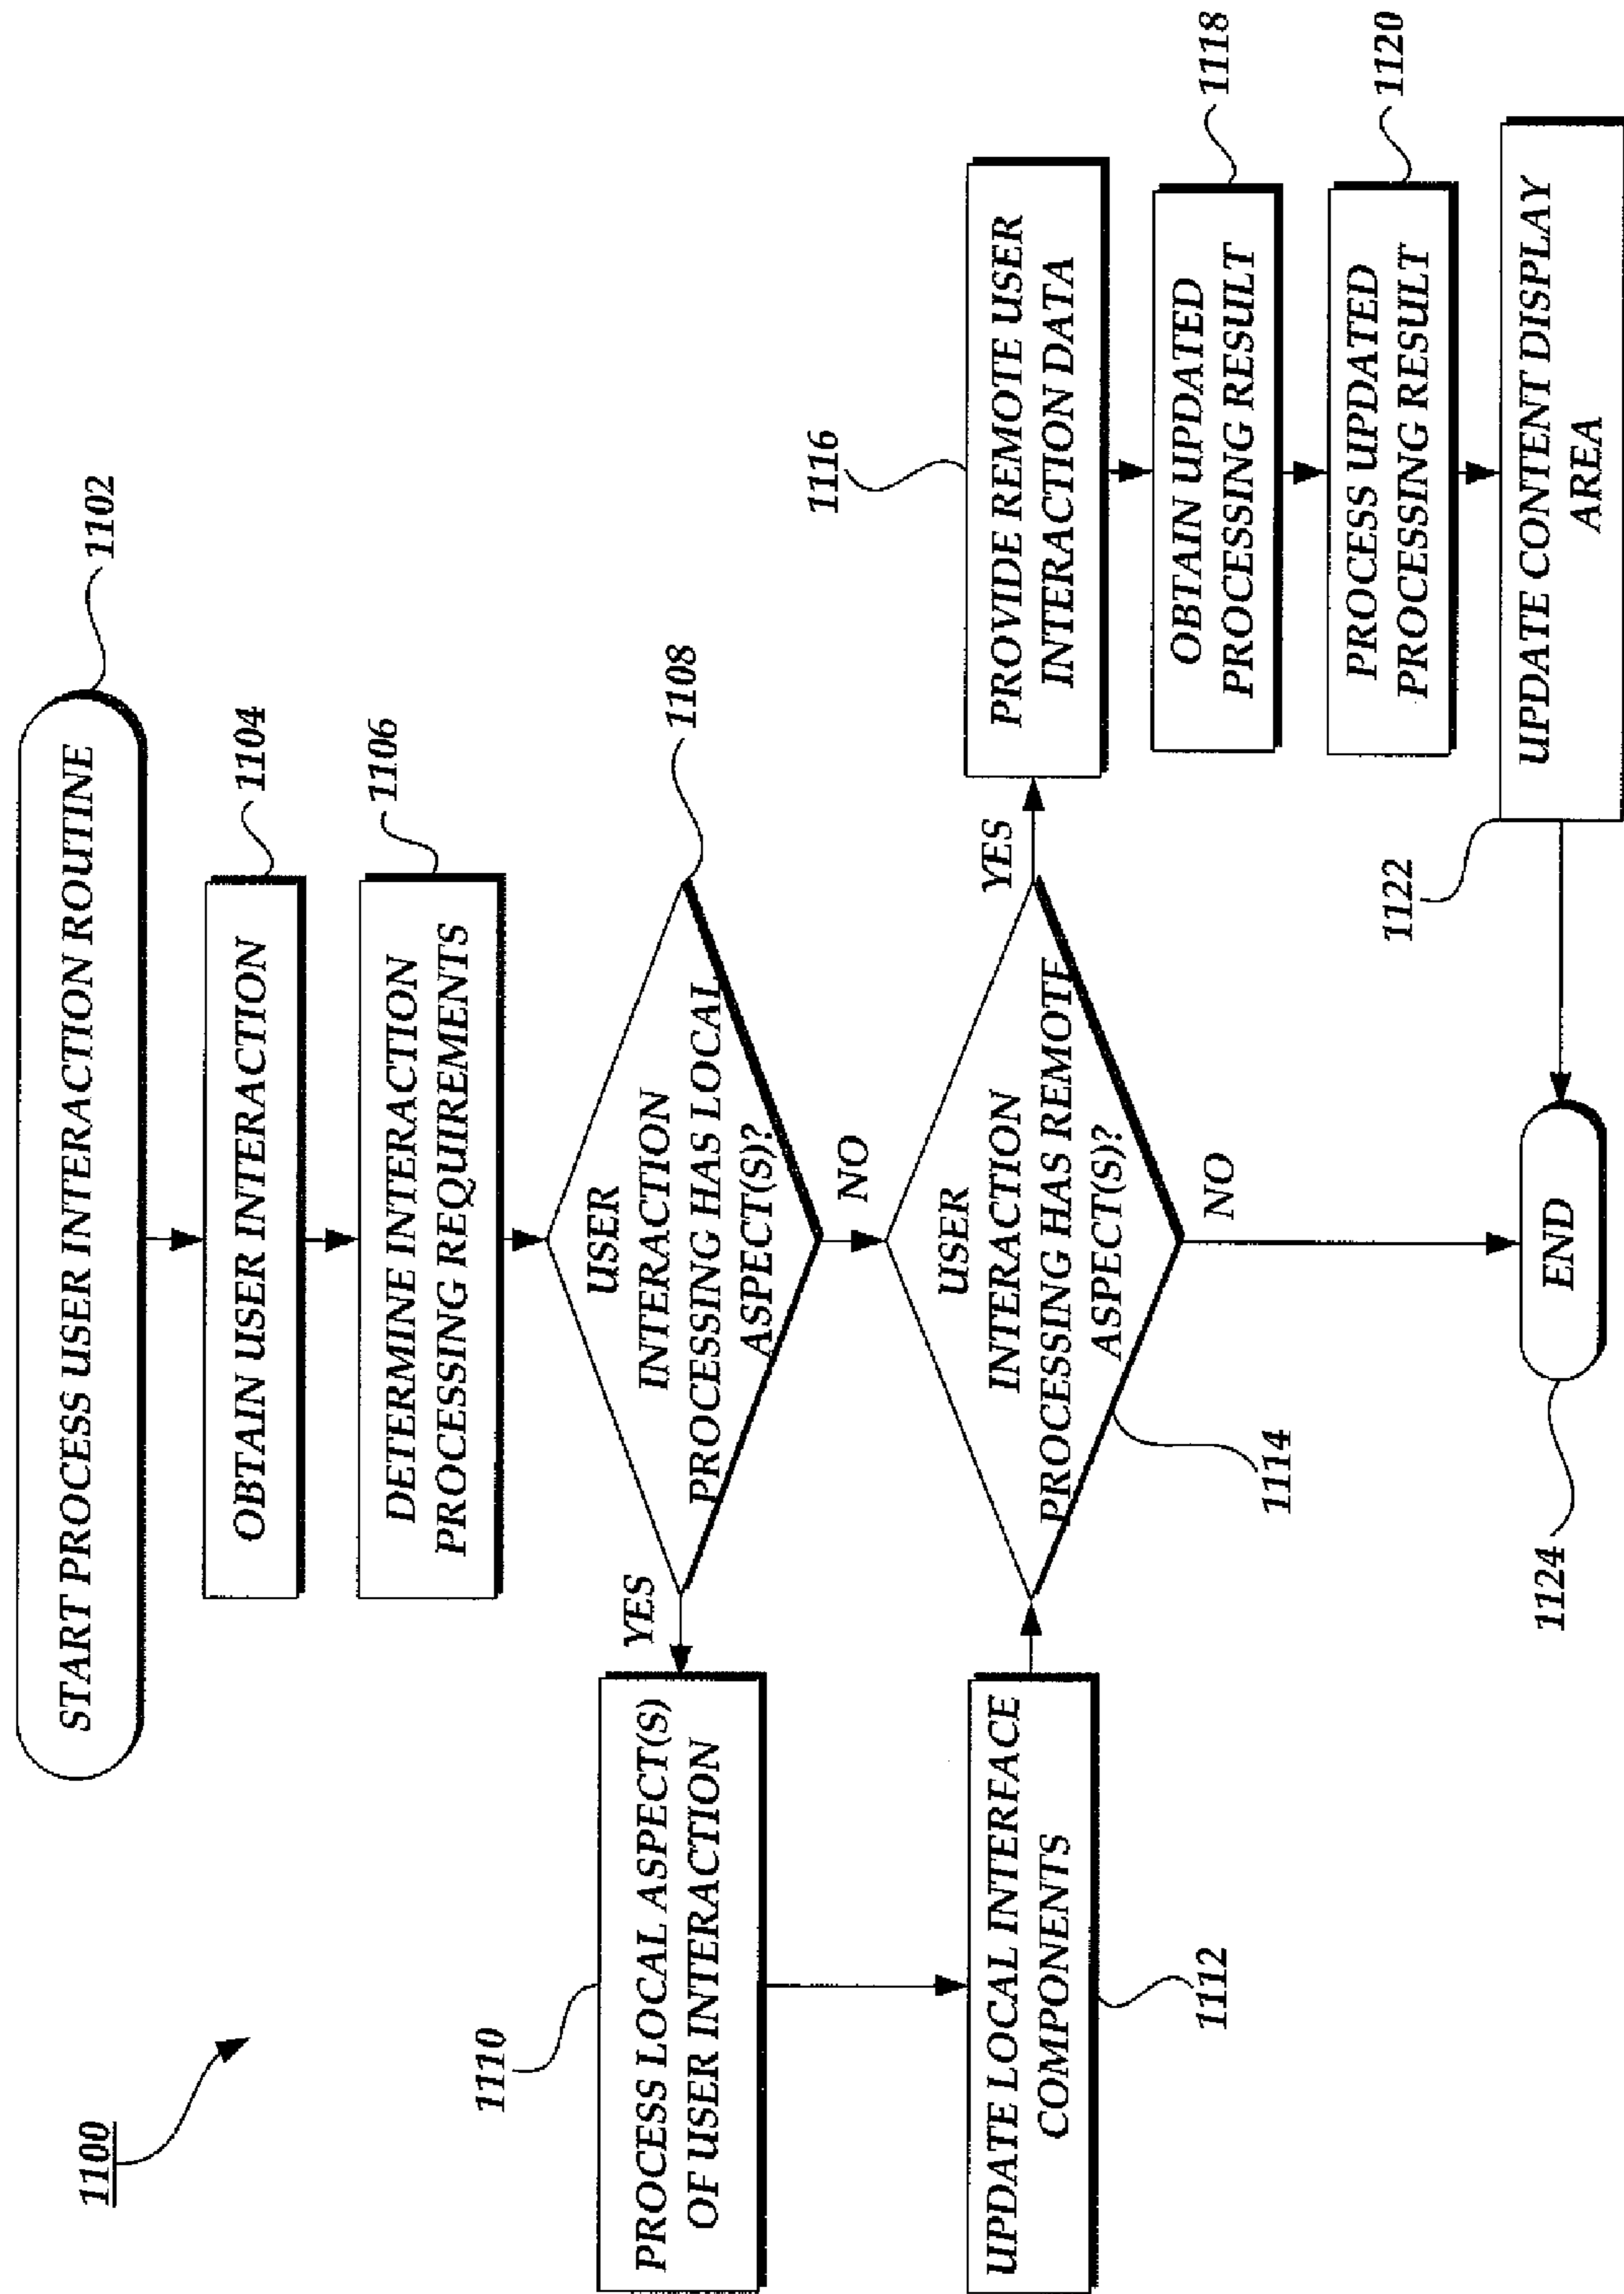 1100
START PROCESS USER INTERACTION ROUTINE
1102
OBTAIN USER INTERACTION
1104
DETERMINE INTERACTION
PROCESSING REQUIREMENTS
1106
USER
INTERACTION
PROCESSING HAS LOCAL
ASPECT(S)?
1108
YES
NO
1110
PROCESS LOCAL ASPECT(S)
OF USER INTERACTION
UPDATE LOCAL INTERFACE
COMPONENTS
1112
USER
INTERACTION
PROCESSING HAS REMOTE
ASPECT(S)?
1114
YES
NO
1116
PROVIDE REMOTE USER
INTERACTION DATA
OBTAIN UPDATED
PROCESSING RESULT
1118
PROCESS UPDATED
PROCESSING RESULT
1120
UPDATE CONTENT DISPLAY
AREA
1122
END
1124